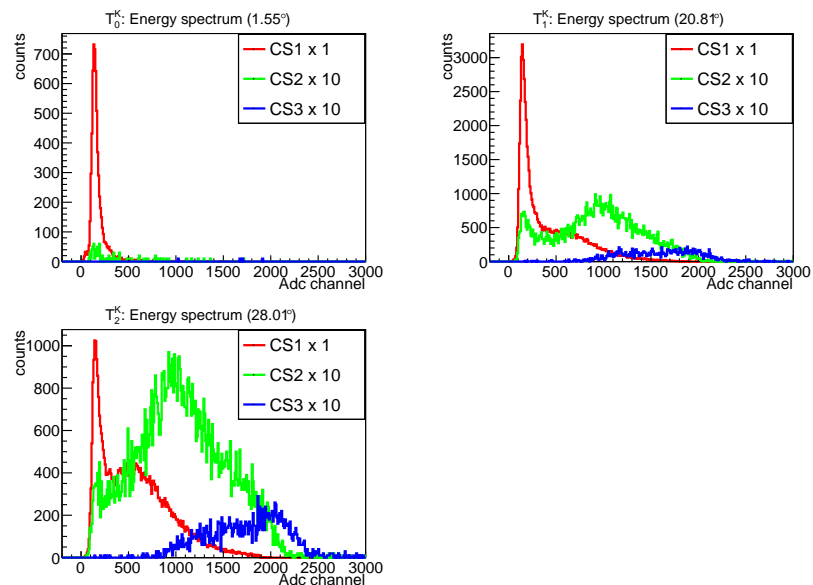 T₀ᴷ: Energy spectrum (1.55°)
counts
700
600
500
400
300
200
100
0
0 500 1000 1500 2000 2500 3000
Adc channel
CS1 x 1
CS2 x 10
CS3 x 10
T₁ᴷ: Energy spectrum (20.81°)
counts
3000
2500
2000
1500
1000
500
0
0 500 1000 1500 2000 2500 3000
Adc channel
CS1 x 1
CS2 x 10
CS3 x 10
T₂ᴷ: Energy spectrum (28.01°)
counts
1000
800
600
400
200
0
0 500 1000 1500 2000 2500 3000
Adc channel
CS1 x 1
CS2 x 10
CS3 x 10